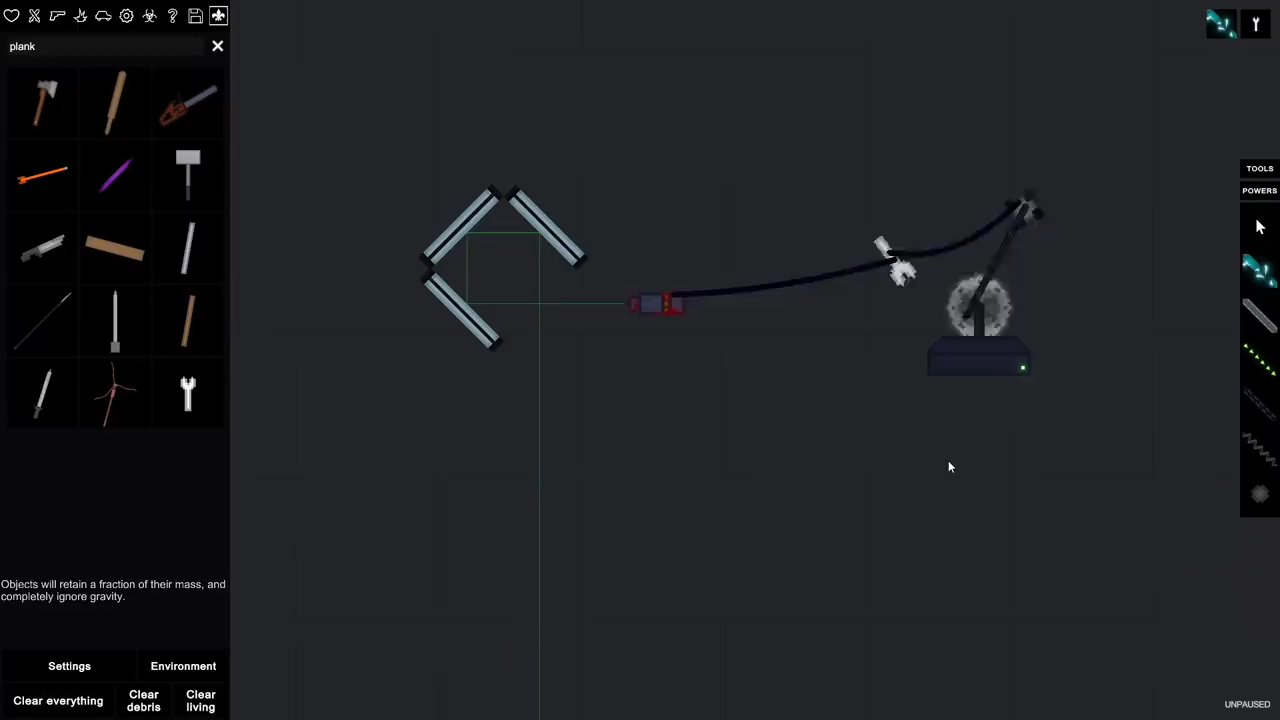 plank
TOOLS
POWERS
Objects will retain a fraction of their mass, and
completely ignore gravity.
Settings
Environment
Clear everything
Clear
debris
Clear
living
UNPAUSED